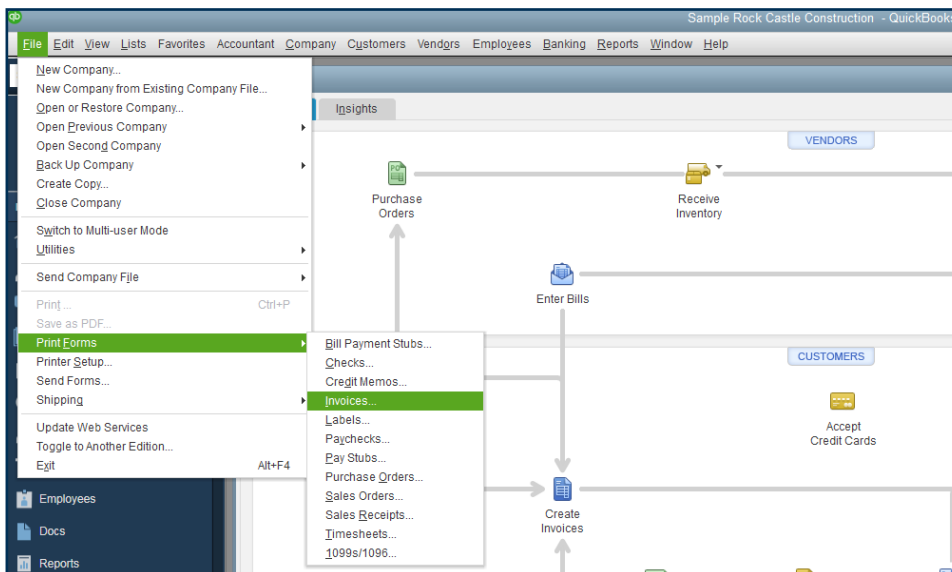 Sample Rock Castle Construction - QuickBooks
File Edit View Lists Favorites Accountant Company Customers Vendors Employees Banking Reports Window Help
New Company...
New Company from Existing Company File...
Open or Restore Company...
Open Previous Company
Open Second Company
Back Up Company
Create Copy...
Close Company
Switch to Multi-user Mode
Utilities
Send Company File
Print ... Ctrl+P
Save as PDF...
Print Forms
Printer Setup...
Send Forms...
Shipping
Update Web Services
Toggle to Another Edition...
Exit Alt+F4
Bill Payment Stubs...
Checks...
Credit Memos...
Invoices...
Labels...
Paychecks...
Pay Stubs...
Purchase Orders...
Sales Orders...
Sales Receipts...
Timesheets...
1099s/1096...
Employees
Docs
Reports
Insights
VENDORS
Purchase
Orders
Receive
Inventory
Enter Bills
CUSTOMERS
Accept
Credit Cards
Create
Invoices